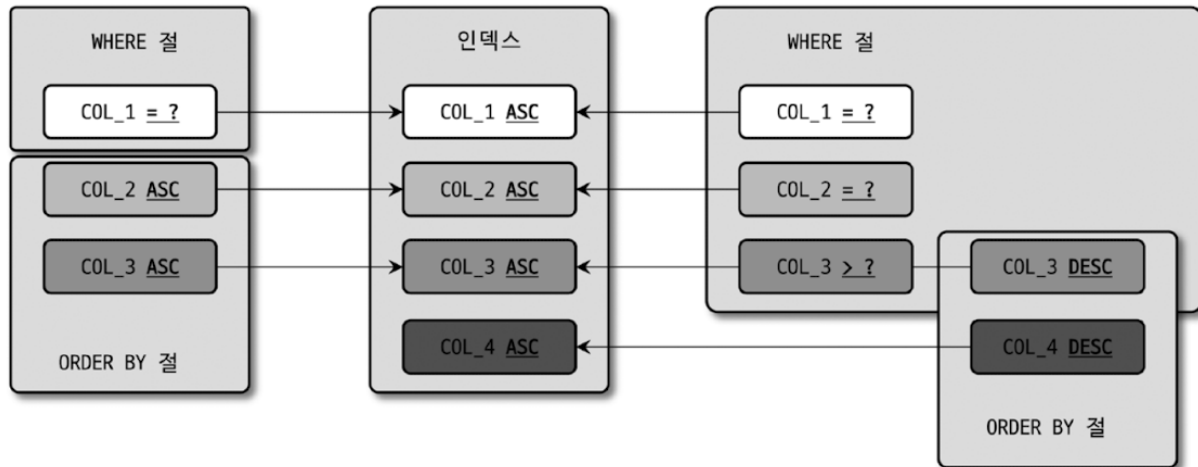 WHERE 절
COL_1 = ?
COL_2 ASC
COL_3 ASC
ORDER BY 절
인덱스
COL_1 ASC
COL_2 ASC
COL_3 ASC
COL_4 ASC
WHERE 절
COL_1 = ?
COL_2 = ?
COL_3 > ?
COL_3 DESC
COL_4 DESC
ORDER BY 절